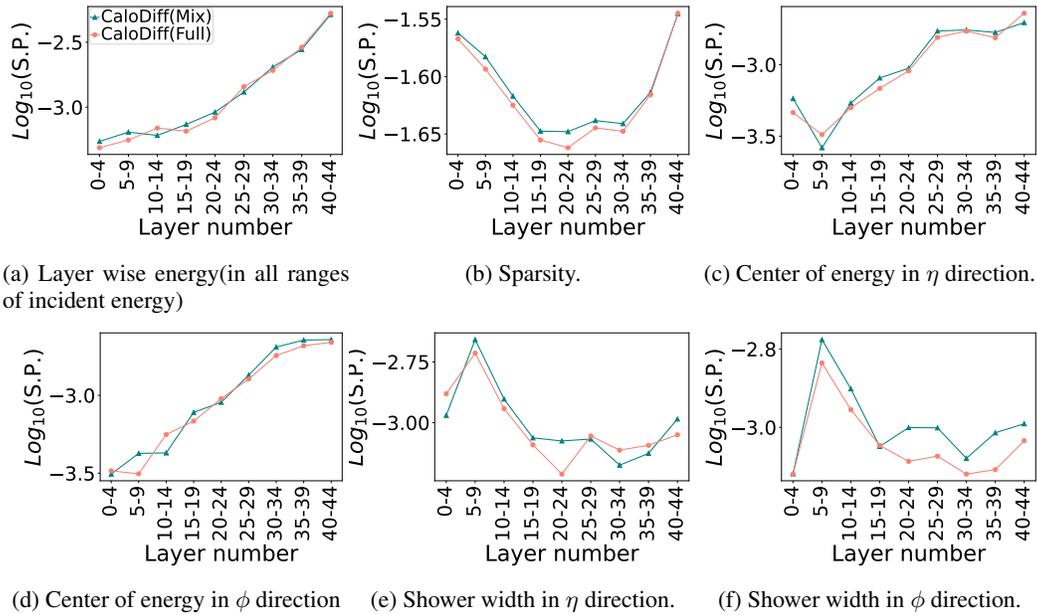 CaloDiff(Mix)
CaloDiff(Full)
Log10(S.P.)
−2.5
−3.0
0-4 5-9 10-14 15-19 20-24 25-29 30-34 35-39 40-44
Layer number
Log10(S.P.)
−1.55
−1.60
−1.65
0-4 5-9 10-14 15-19 20-24 25-29 30-34 35-39 40-44
Layer number
Log10(S.P.)
−3.0
−3.5
0-4 5-9 10-14 15-19 20-24 25-29 30-34 35-39 40-44
Layer number
(a) Layer wise energy(in all ranges
of incident energy)
(b) Sparsity.
(c) Center of energy in η direction.
Log10(S.P.)
−3.0
−3.5
0-4 5-9 10-14 15-19 20-24 25-29 30-34 35-39 40-44
Layer number
Log10(S.P.)
−2.75
−3.00
0-4 5-9 10-14 15-19 20-24 25-29 30-34 35-39 40-44
Layer number
Log10(S.P.)
−2.8
−3.0
0-4 5-9 10-14 15-19 20-24 25-29 30-34 35-39 40-44
Layer number
(d) Center of energy in ϕ direction
(e) Shower width in η direction.
(f) Shower width in ϕ direction.